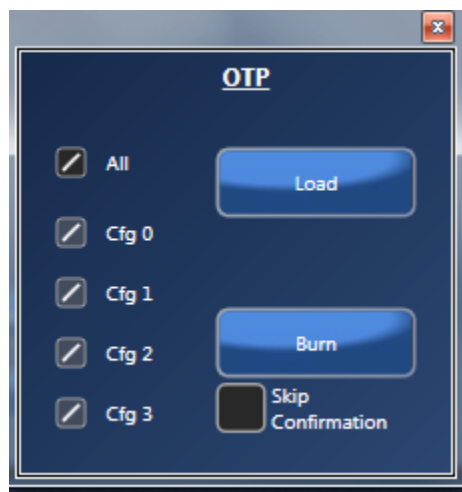 OTP
All
Load
Cfg 0
Cfg 1
Cfg 2
Burn
Cfg 3
Skip
Confirmation